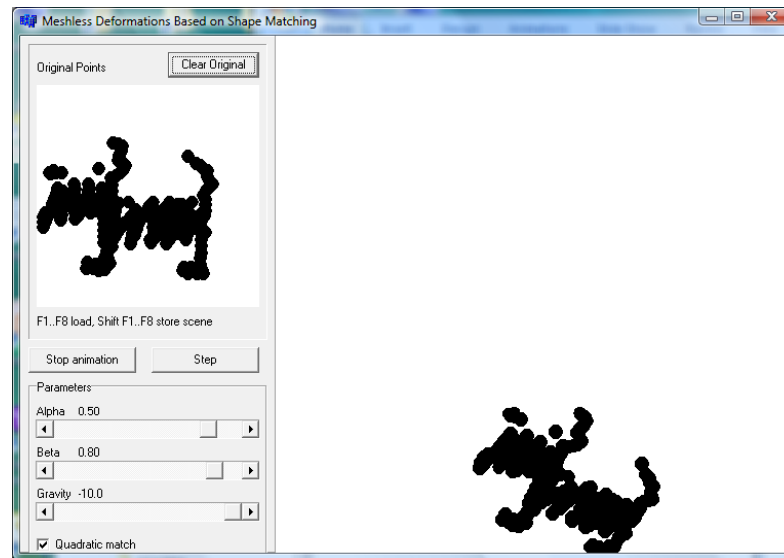 Meshless Deformations Based on Shape Matching
Original Points
Clear Original
F1..F8 load, Shift F1..F8 store scene
Stop animation
Step
Parameters
Alpha 0.50
Beta 0.80
Gravity -10.0
Quadratic match